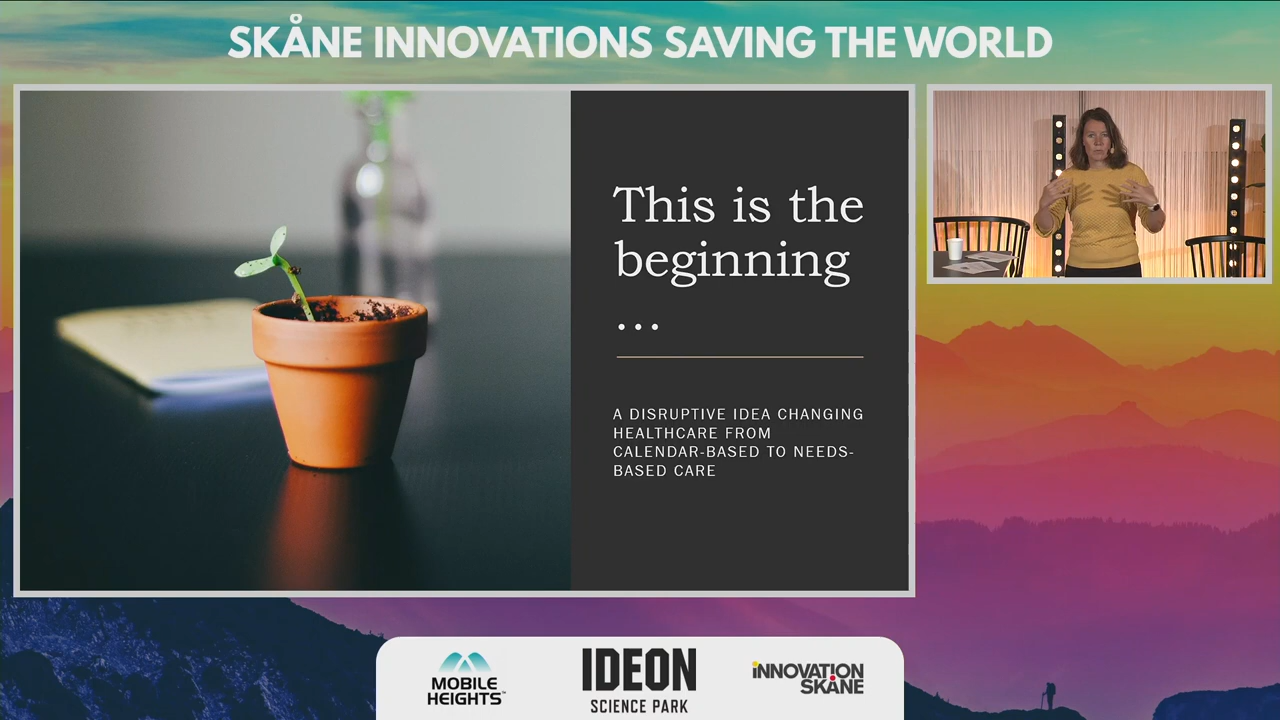 SKÅNE INNOVATIONS SAVING THE WORLD
This is the
beginning
...
A DISRUPTIVE IDEA CHANGING
HEALTHCARE FROM
CALENDAR-BASED TO NEEDS-
BASED CARE
MOBILE
HEIGHTS™
IDEON
SCIENCE PARK
INNOVATION
SKÅNE